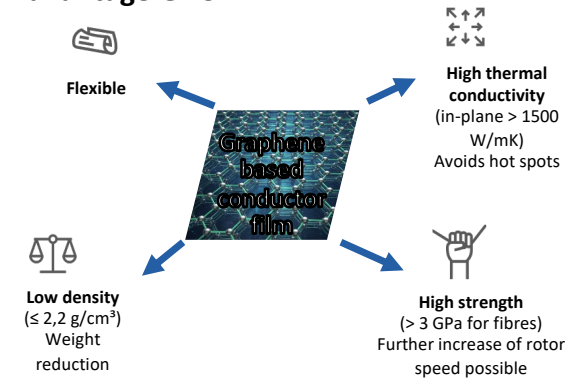 Flexible
High thermal
conductivity
(in-plane > 1500
W/mK)
Avoids hot spots
Graphene
based
conductor
film
Low density
(≤ 2,2 g/cm³)
Weight
reduction
High strength
(> 3 GPa for fibres)
Further increase of rotor
speed possible